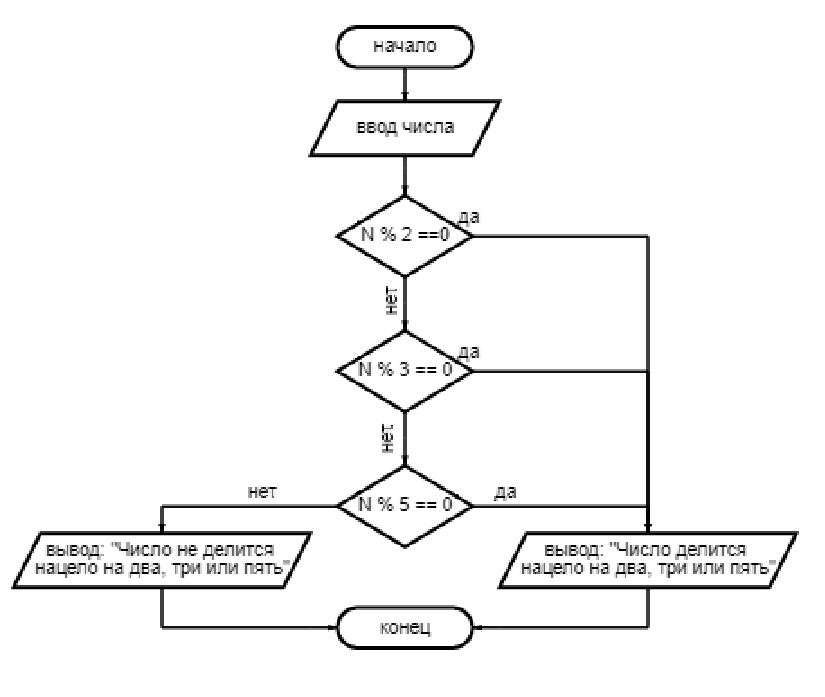 начало
ввод числа
да
N % 2 ==0
нет
да
N % 3 == 0
нет
нет
N % 5 == 0
да
вывод: "Число не делится
нацело на два, три или пять"
вывод: "Число делится
нацело на два, три или пять"
конец